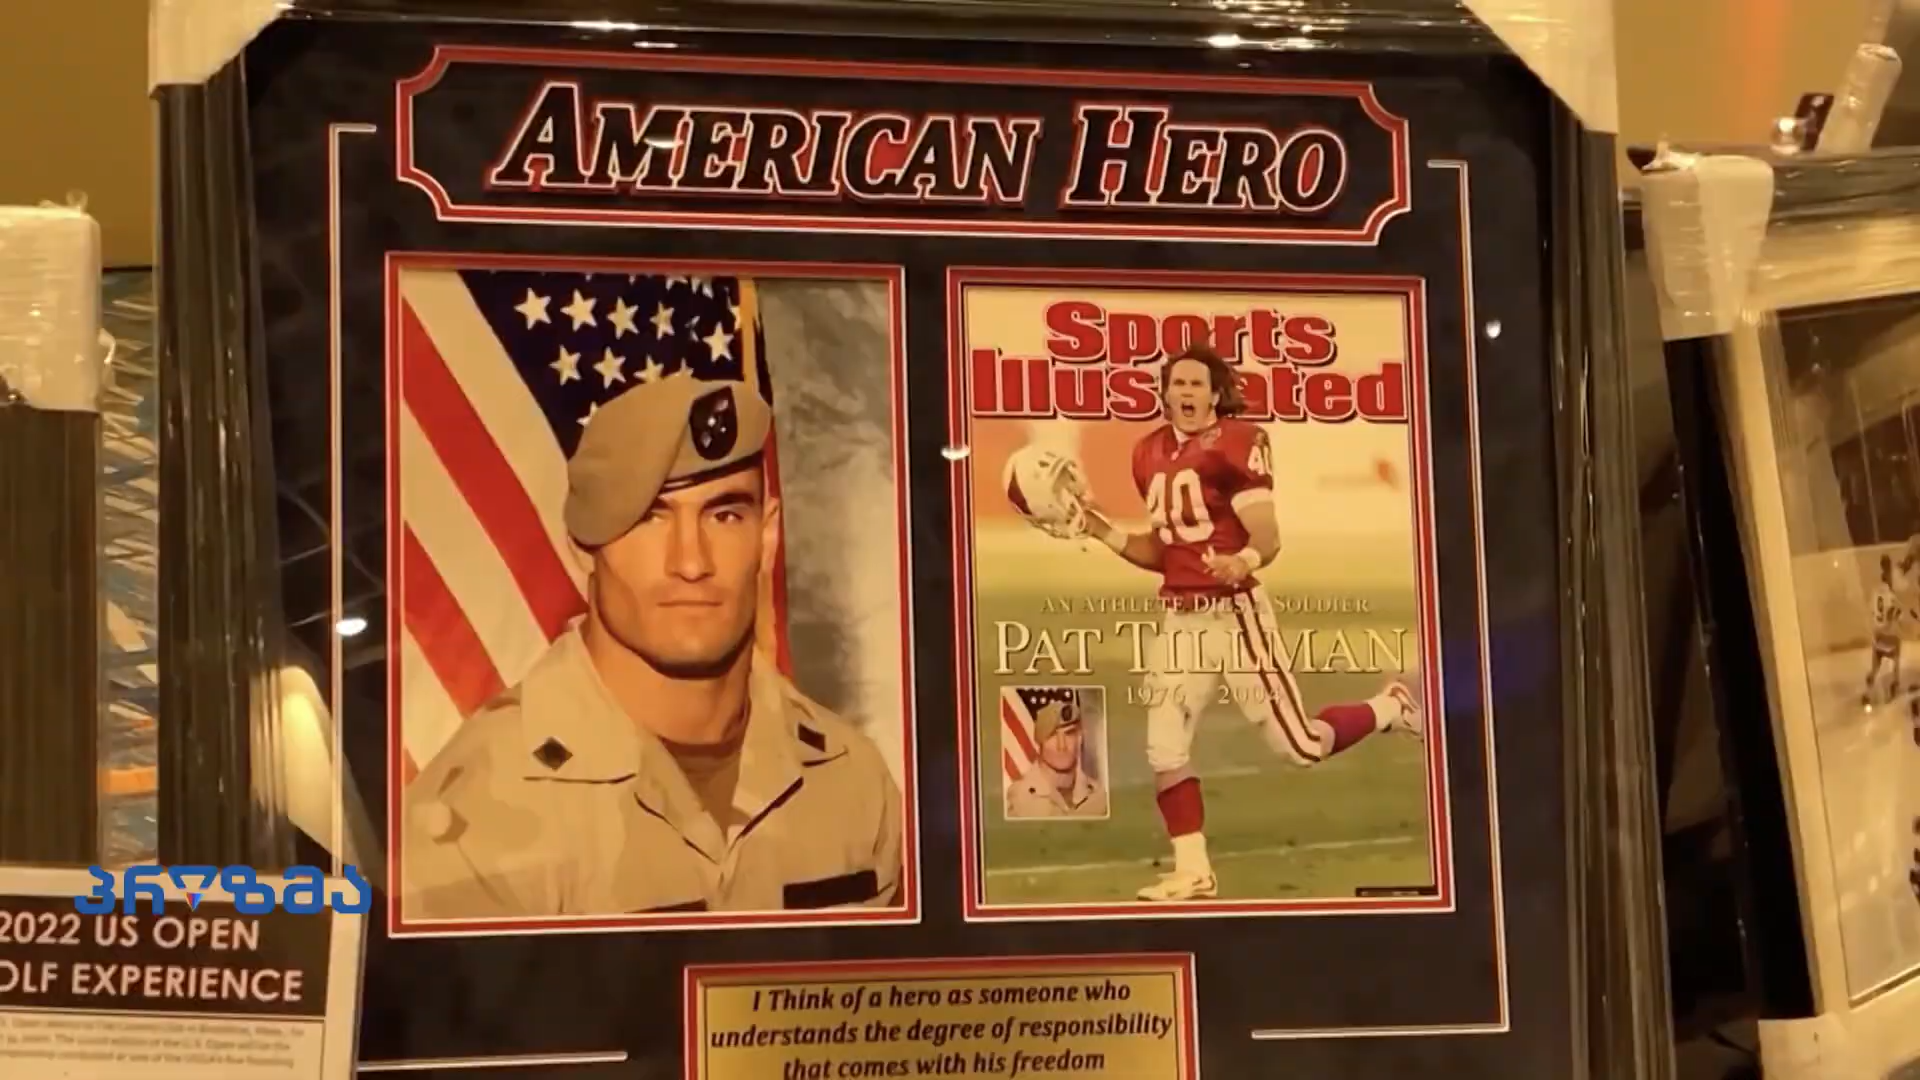 AMERICAN HERO
Sports
Illustrated
40
40
AN ATHLETE DIES A SOLDIER
PAT TILLMAN
1976 - 2004
პრიზმა
2022 US OPEN
OLF EXPERIENCE
I Think of a hero as someone who
understands the degree of responsibility
that comes with his freedom